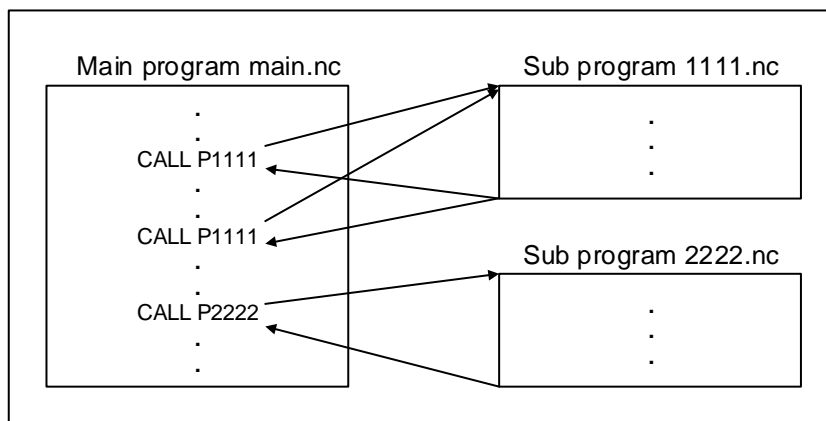 Main program main.nc
.
.
CALL P1111
.
.
CALL P1111
.
.
CALL P2222
.
.
Sub program 1111.nc
.
.
.
Sub program 2222.nc
.
.
.